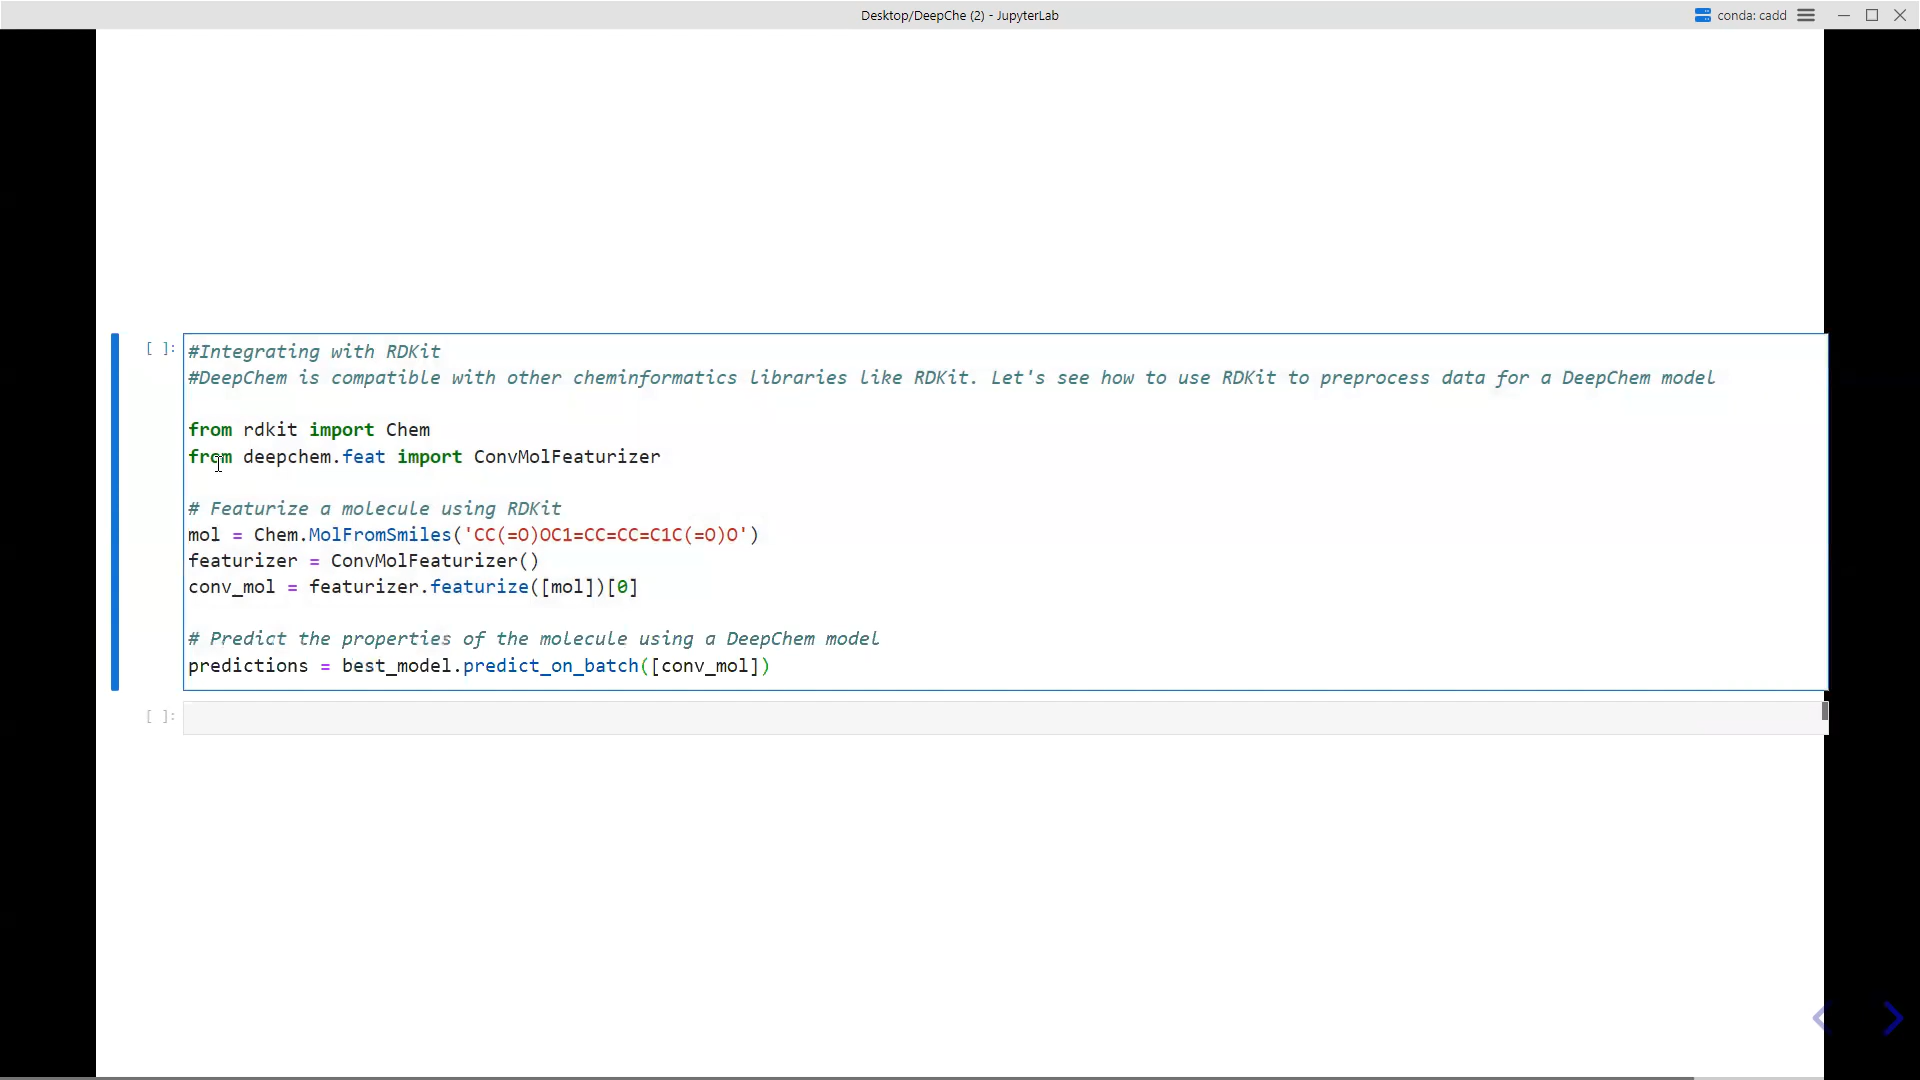 Desktop/DeepChe (2) - JupyterLab
conda: cadd
[ ]:
#Integrating with RDKit
#DeepChem is compatible with other cheminformatics libraries like RDKit. Let's see how to use RDKit to preprocess data for a DeepChem model
from rdkit import Chem
from deepchem.feat import ConvMolFeaturizer
# Featurize a molecule using RDKit
mol = Chem.MolFromSmiles('CC(=O)OC1=CC=CC=C1C(=O)O')
featurizer = ConvMolFeaturizer()
conv_mol = featurizer.featurize([mol])[0]
# Predict the properties of the molecule using a DeepChem model
predictions = best_model.predict_on_batch([conv_mol])
[ ]: